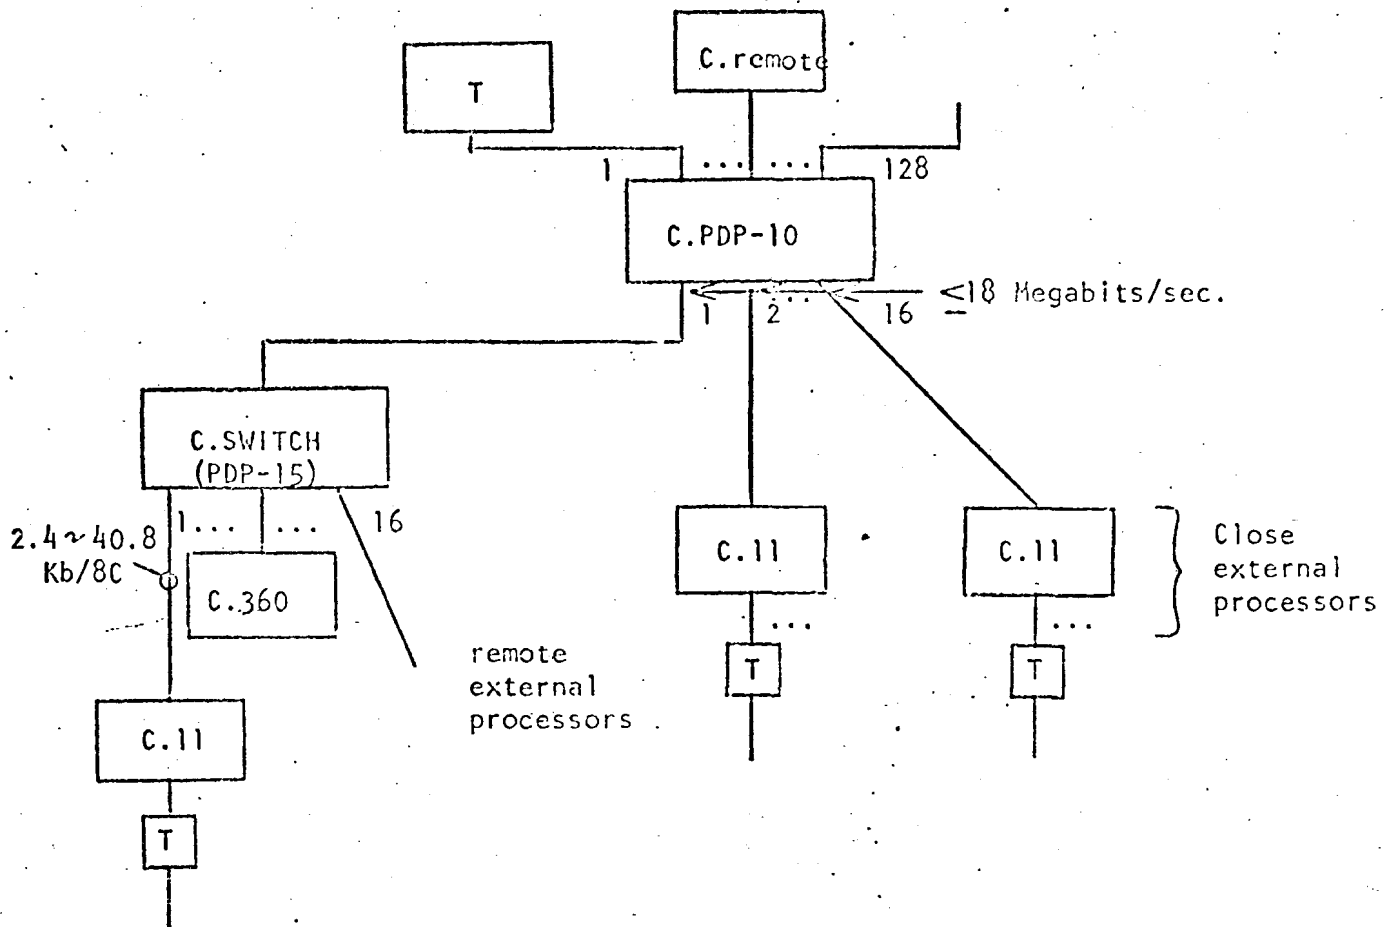 C.remote
T
1 ... ... 128
C.PDP-10
≤18 Megabits/sec.
1 2 ... 16
C.SWITCH
(PDP-15)
1... ... 16
2.4~40.8
Kb/8C
C.360
C.11
C.11
Close
external
processors
... ...
remote
external
processors
T
T
C.11
T